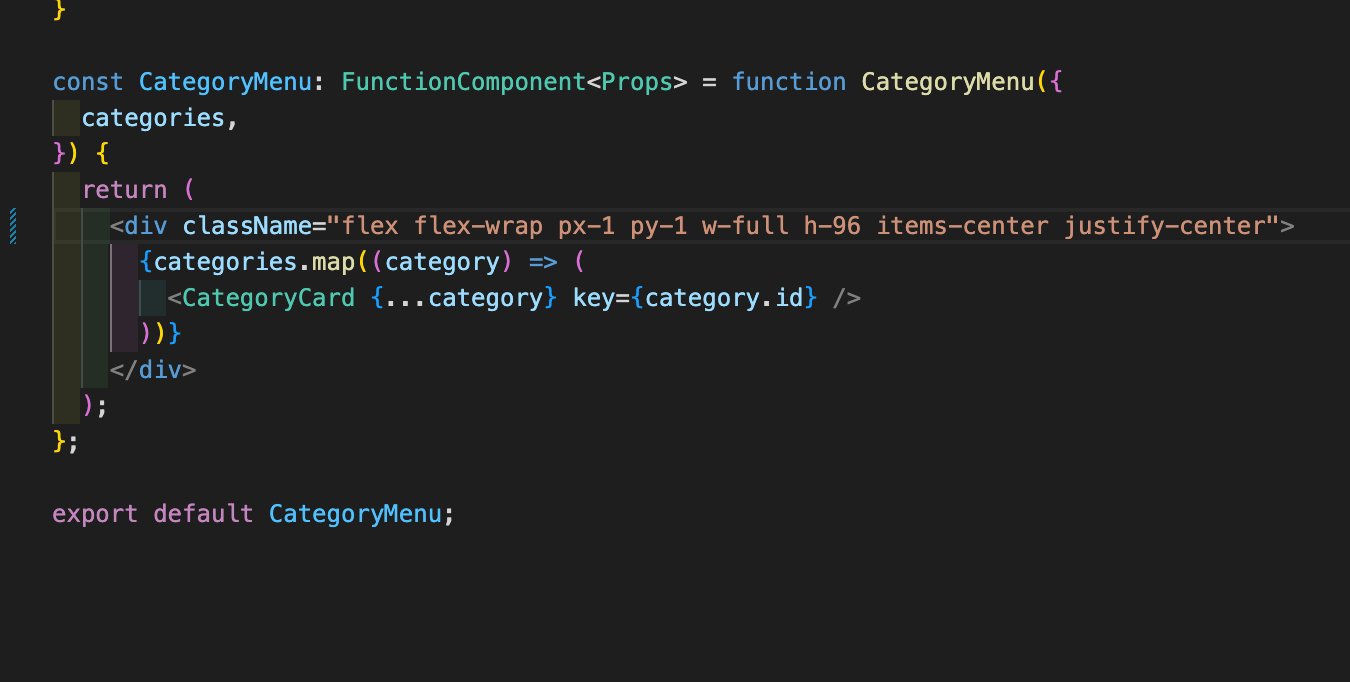 }
const CategoryMenu: FunctionComponent<Props> = function CategoryMenu({
categories,
}) {
return (
<div className="flex flex-wrap px-1 py-1 w-full h-96 items-center justify-center">
{categories.map((category) => (
<CategoryCard {...category} key={category.id} />
))}
</div>
);
};
export default CategoryMenu;